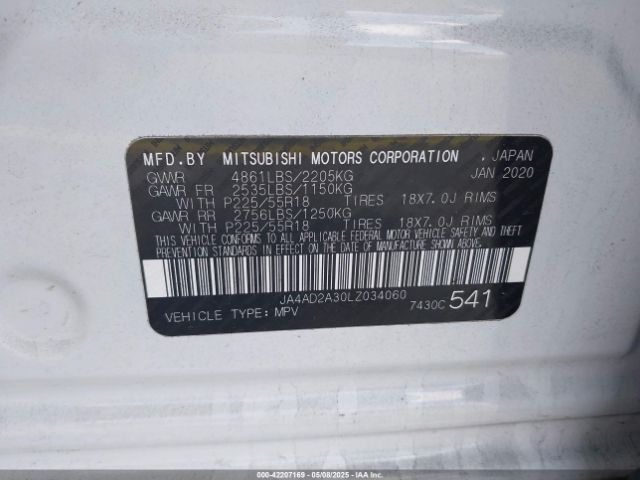 MFD.BY MITSUBISHI MOTORS CORPORATION , JAPAN
GVWR 4861LBS/2205KG JAN 2020
GAWR FR 2535LBS/1150KG
WITH P225/55R18 TIRES 18X7.0J RIMS
GAWR RR 2756LBS/1250KG
WITH P225/55R18 TIRES 18X7.0J RIMS
THIS VEHICLE CONFORMS TO ALL APPLICABLE FEDERAL MOTOR VEHICLE SAFETY AND THEFT
PREVENTION STANDARDS IN EFFECT ON THE DATE OF MANUFACTURE SHOWN ABOVE.
JA4AD2A30LZ034060
VEHICLE TYPE: MPV 7430C 541
000-42207169 - 05/08/2025 - IAA Inc.